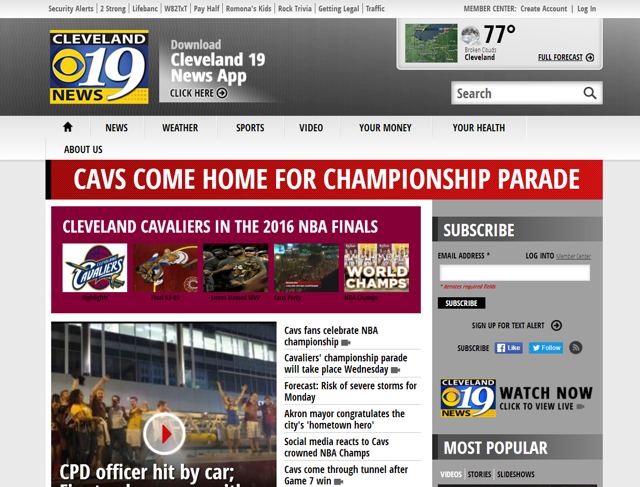 Security Alerts | 2 Strong | Lifebanc | W82TxT | Pay Half | Romona's Kids | Rock Trivia | Getting Legal | Traffic
MEMBER CENTER: Create Account | Log In
CLEVELAND
19
NEWS
Download
Cleveland 19
News App
CLICK HERE
77°
Broken Clouds
Cleveland
FULL FORECAST
Search
NEWS
WEATHER
SPORTS
VIDEO
YOUR MONEY
YOUR HEALTH
ABOUT US
CAVS COME HOME FOR CHAMPIONSHIP PARADE
CLEVELAND CAVALIERS IN THE 2016 NBA FINALS
CLEVELAND
CAVALIERS
WORLD
CHAMPS
Highlights
Final 93-89
James Named MVP
Fans Party
NBA Champs
Cavs fans celebrate NBA
championship
Cavaliers' championship parade
will take place Wednesday
Forecast: Risk of severe storms for
Monday
Akron mayor congratulates the
city's 'hometown hero'
Social media reacts to Cavs
crowned NBA Champs
Cavs come through tunnel after
Game 7 win
CPD officer hit by car;
SUBSCRIBE
EMAIL ADDRESS *
LOG INTO Member Center
* denotes required fields
SUBSCRIBE
SIGN UP FOR TEXT ALERT
SUBSCRIBE
Like
Follow
CLEVELAND
19
NEWS
WATCH NOW
CLICK TO VIEW LIVE
MOST POPULAR
VIDEOS | STORIES | SLIDESHOWS